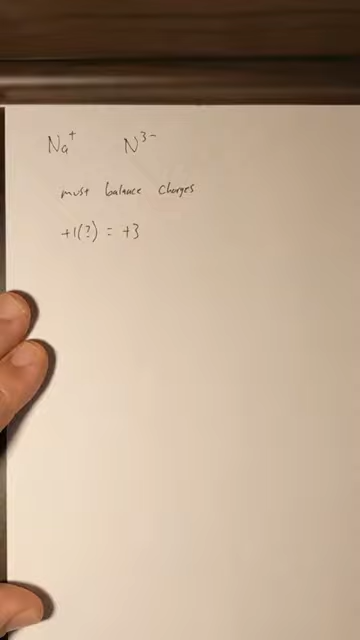 Na⁺ N³⁻
must balance charges
+1(?) = +3